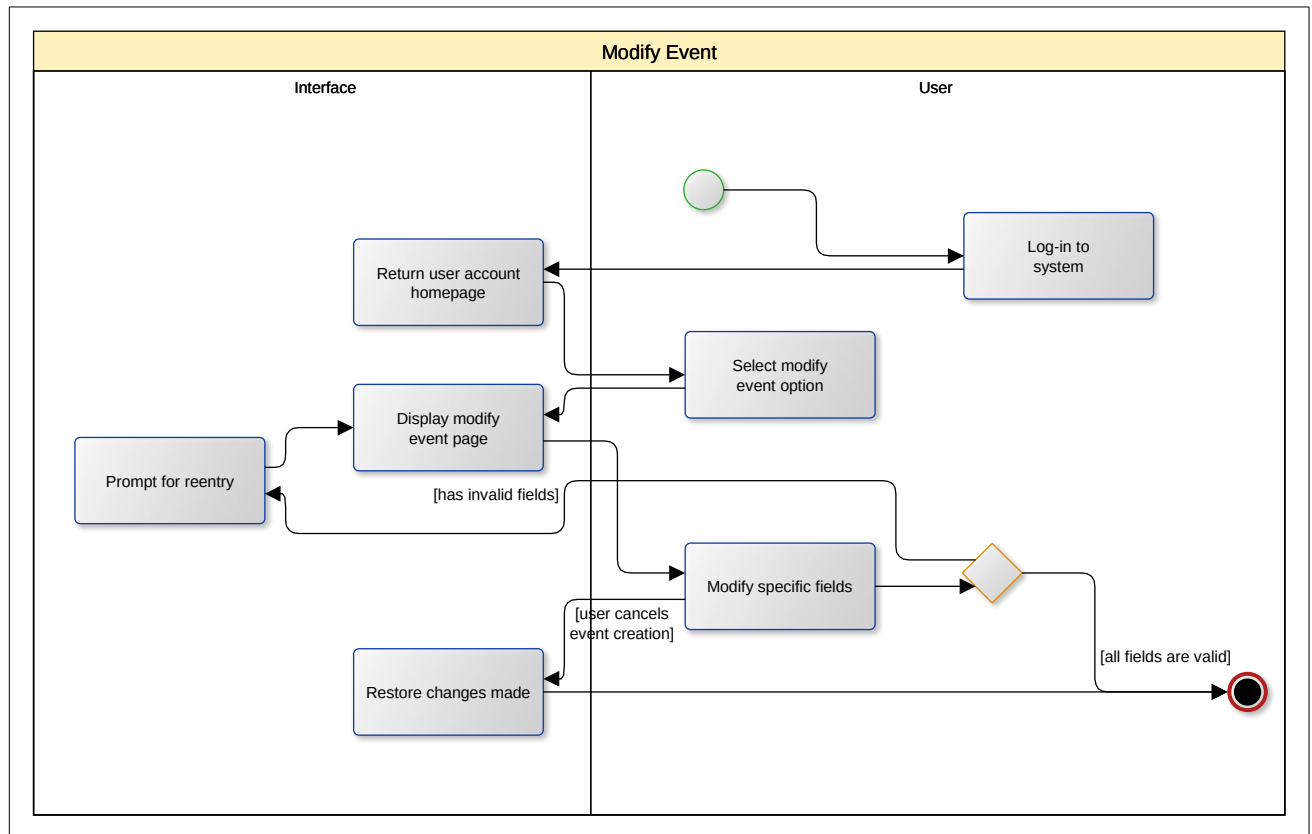 Modify Event
Interface
User
Log-in to
system
Return user account
homepage
Select modify
event option
Display modify
event page
Prompt for reentry
[has invalid fields]
Modify specific fields
[user cancels
event creation]
[all fields are valid]
Restore changes made